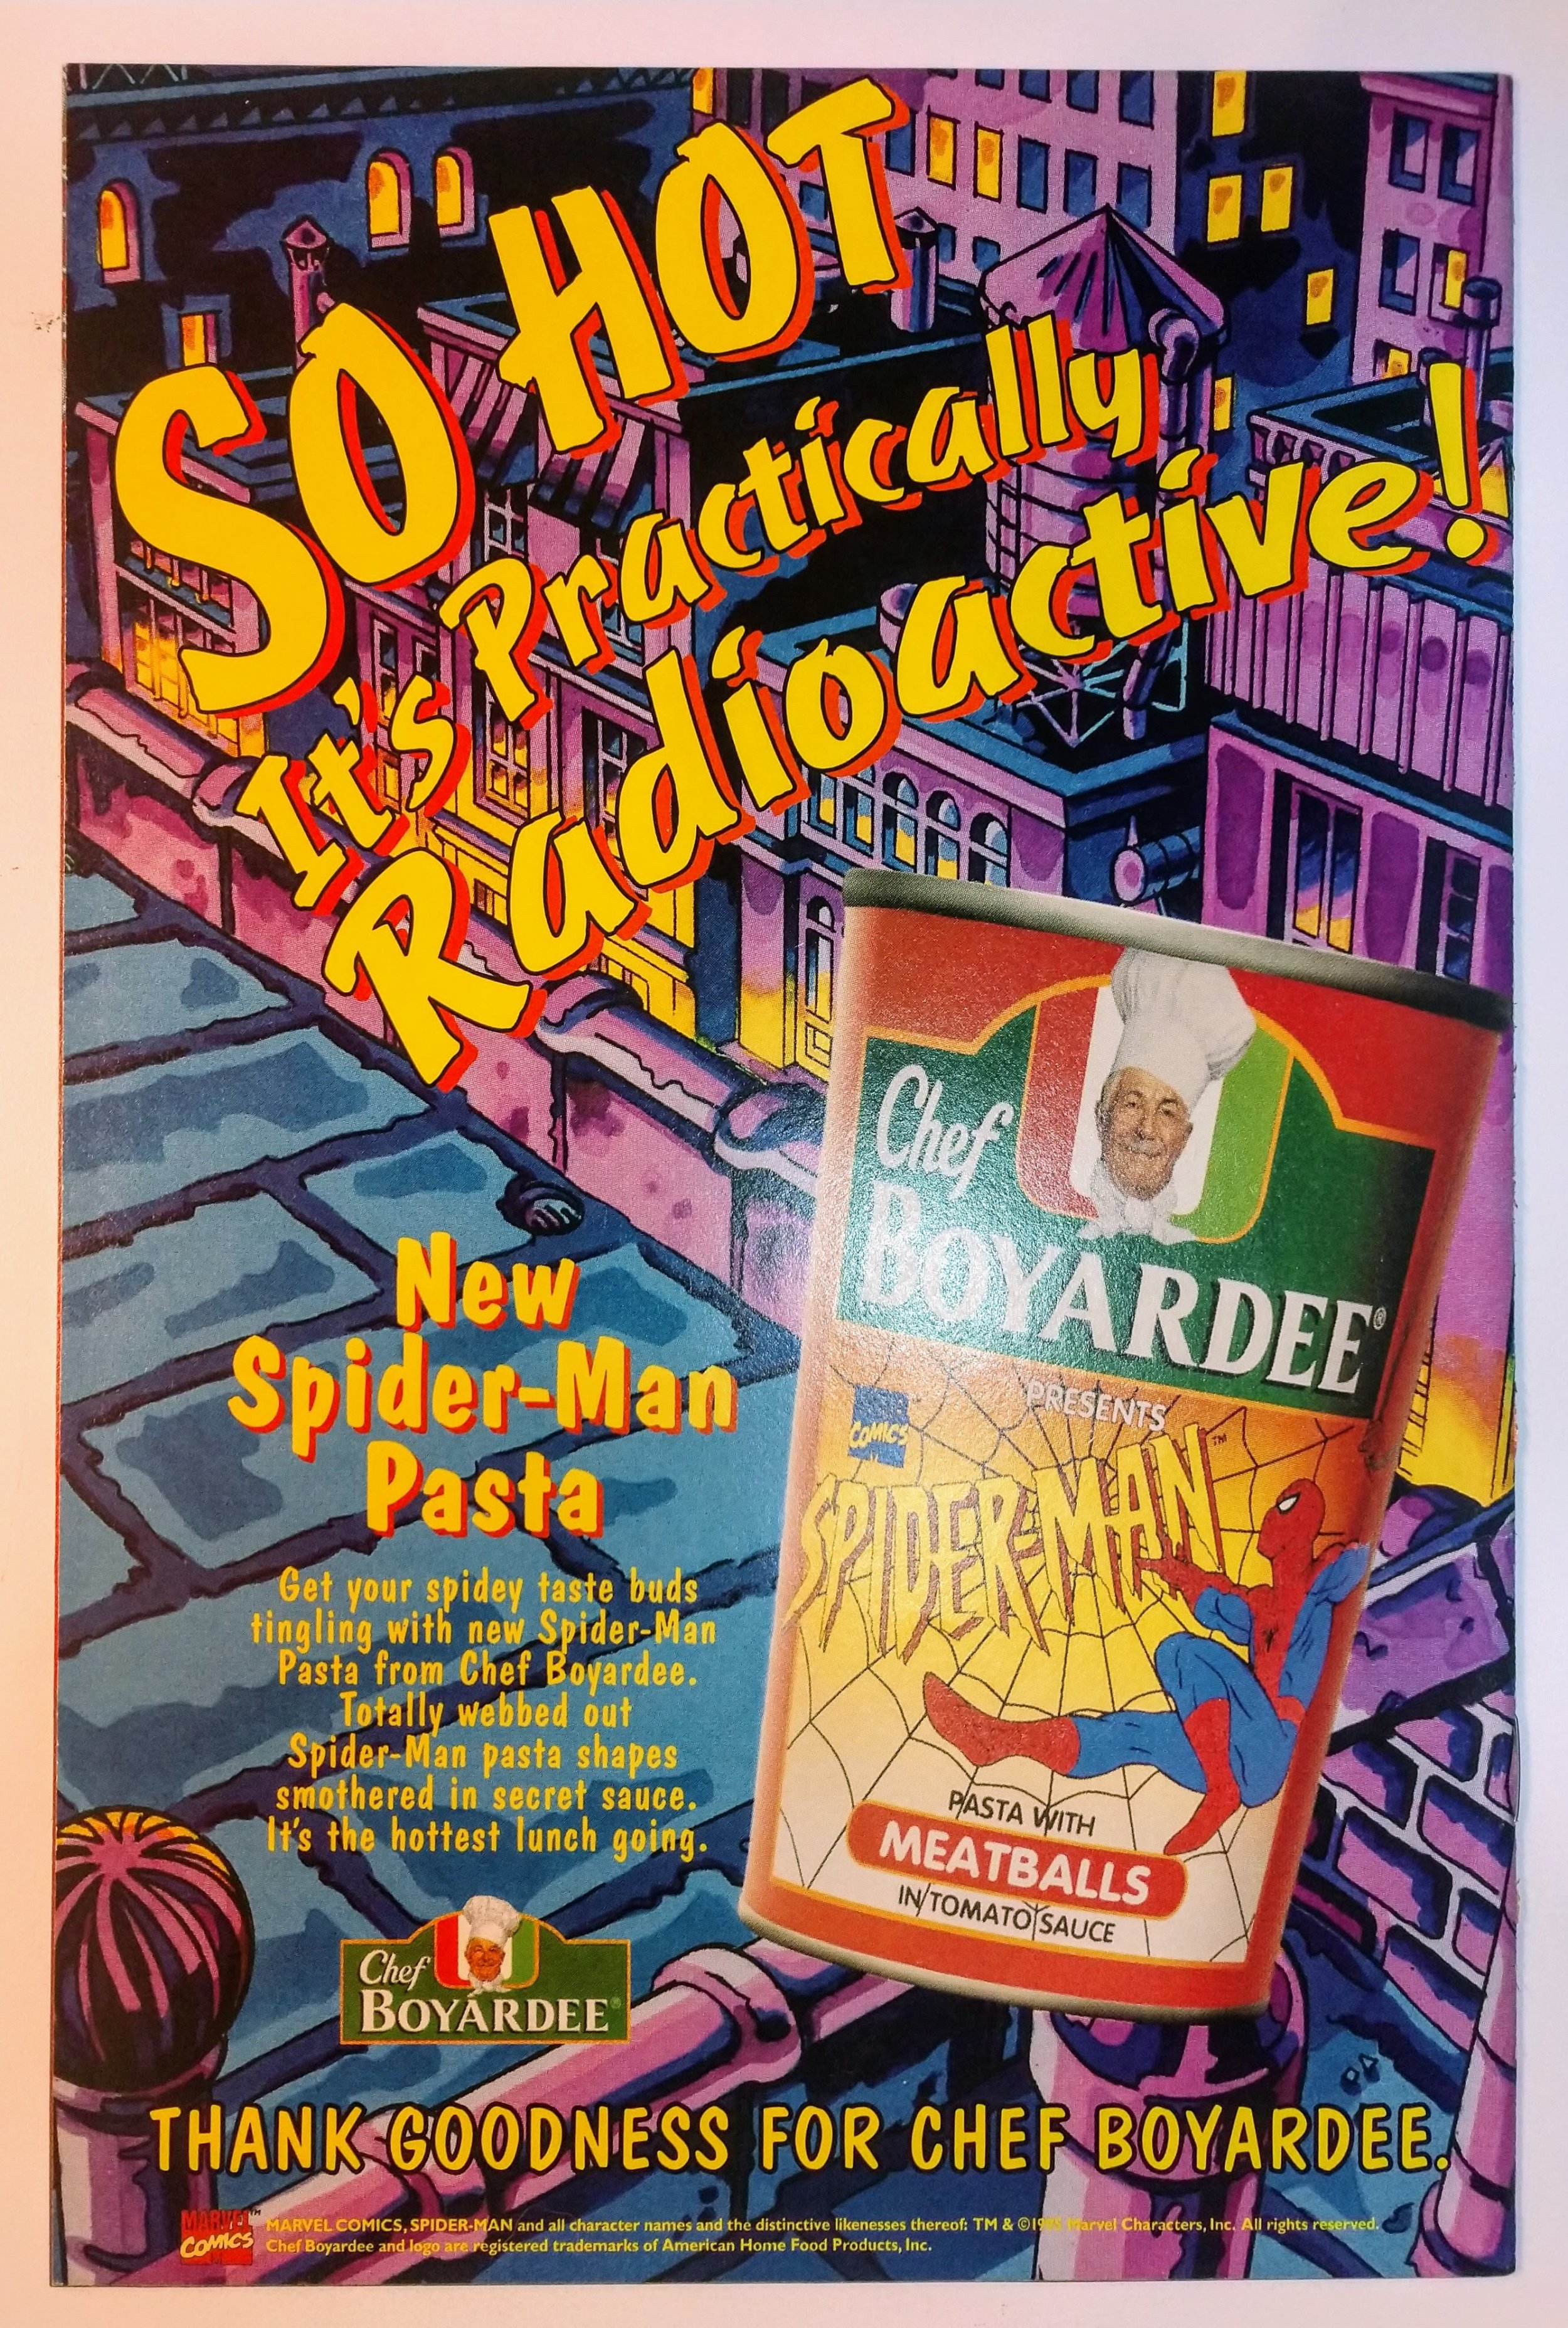 SO HOT
It's Practically
Radioactive!
Chef
BOYARDEE®
PRESENTS
COMICS
SPIDER-MAN™
PASTA WITH
MEATBALLS
IN TOMATO SAUCE
New
Spider-Man
Pasta
Get your spidey taste buds
tingling with new Spider-Man
Pasta from Chef Boyardee.
Totally webbed out
Spider-Man pasta shapes
smothered in secret sauce.
It's the hottest lunch going.
Chef
BOYARDEE®
THANK GOODNESS FOR CHEF BOYARDEE.
MARVEL™
COMICS
MARVEL COMICS, SPIDER-MAN and all character names and the distinctive likenesses thereof: TM & © Marvel Characters, Inc. All rights reserved.
Chef Boyardee and logo are registered trademarks of American Home Food Products, Inc.